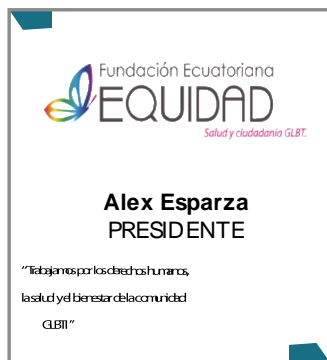 Fundación Ecuatoriana
EQUIDAD
Salud y ciudadanía GLBT.
Alex Esparza
PRESIDENTE
“Trabajamos por los derechos humanos,
la salud y el bienestar de la comunidad
GLBTI”